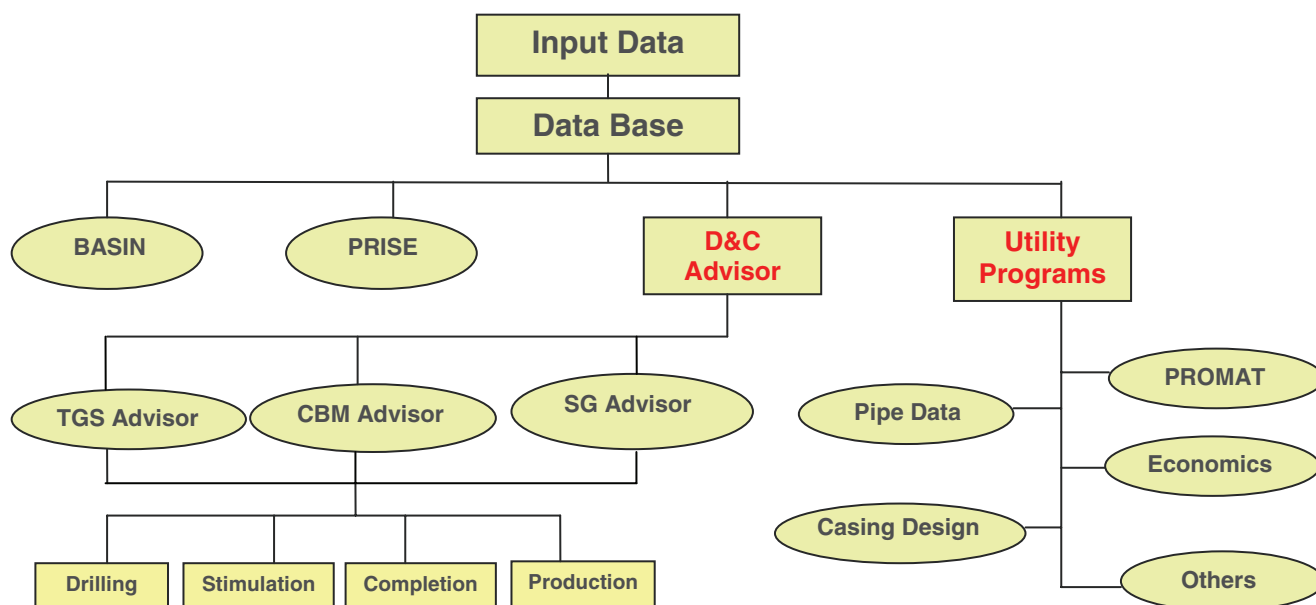 Input Data
Data Base
BASIN
PRISE
D&C
Advisor
Utility
Programs
TGS Advisor
CBM Advisor
SG Advisor
Pipe Data
PROMAT
Economics
Casing Design
Others
Drilling
Stimulation
Completion
Production